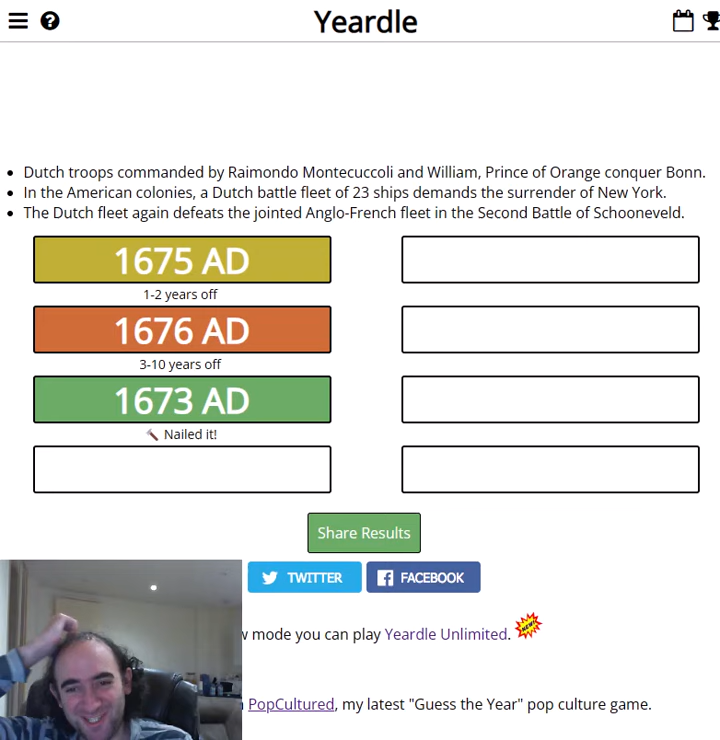 Yeardle
Dutch troops commanded by Raimondo Montecuccoli and William, Prince of Orange conquer Bonn.
In the American colonies, a Dutch battle fleet of 23 ships demands the surrender of New York.
The Dutch fleet again defeats the jointed Anglo-French fleet in the Second Battle of Schooneveld.
1675 AD
1-2 years off
1676 AD
3-10 years off
1673 AD
Nailed it!
Share Results
TWITTER FACEBOOK
mode you can play Yeardle Unlimited. NEW!
PopCultured, my latest "Guess the Year" pop culture game.